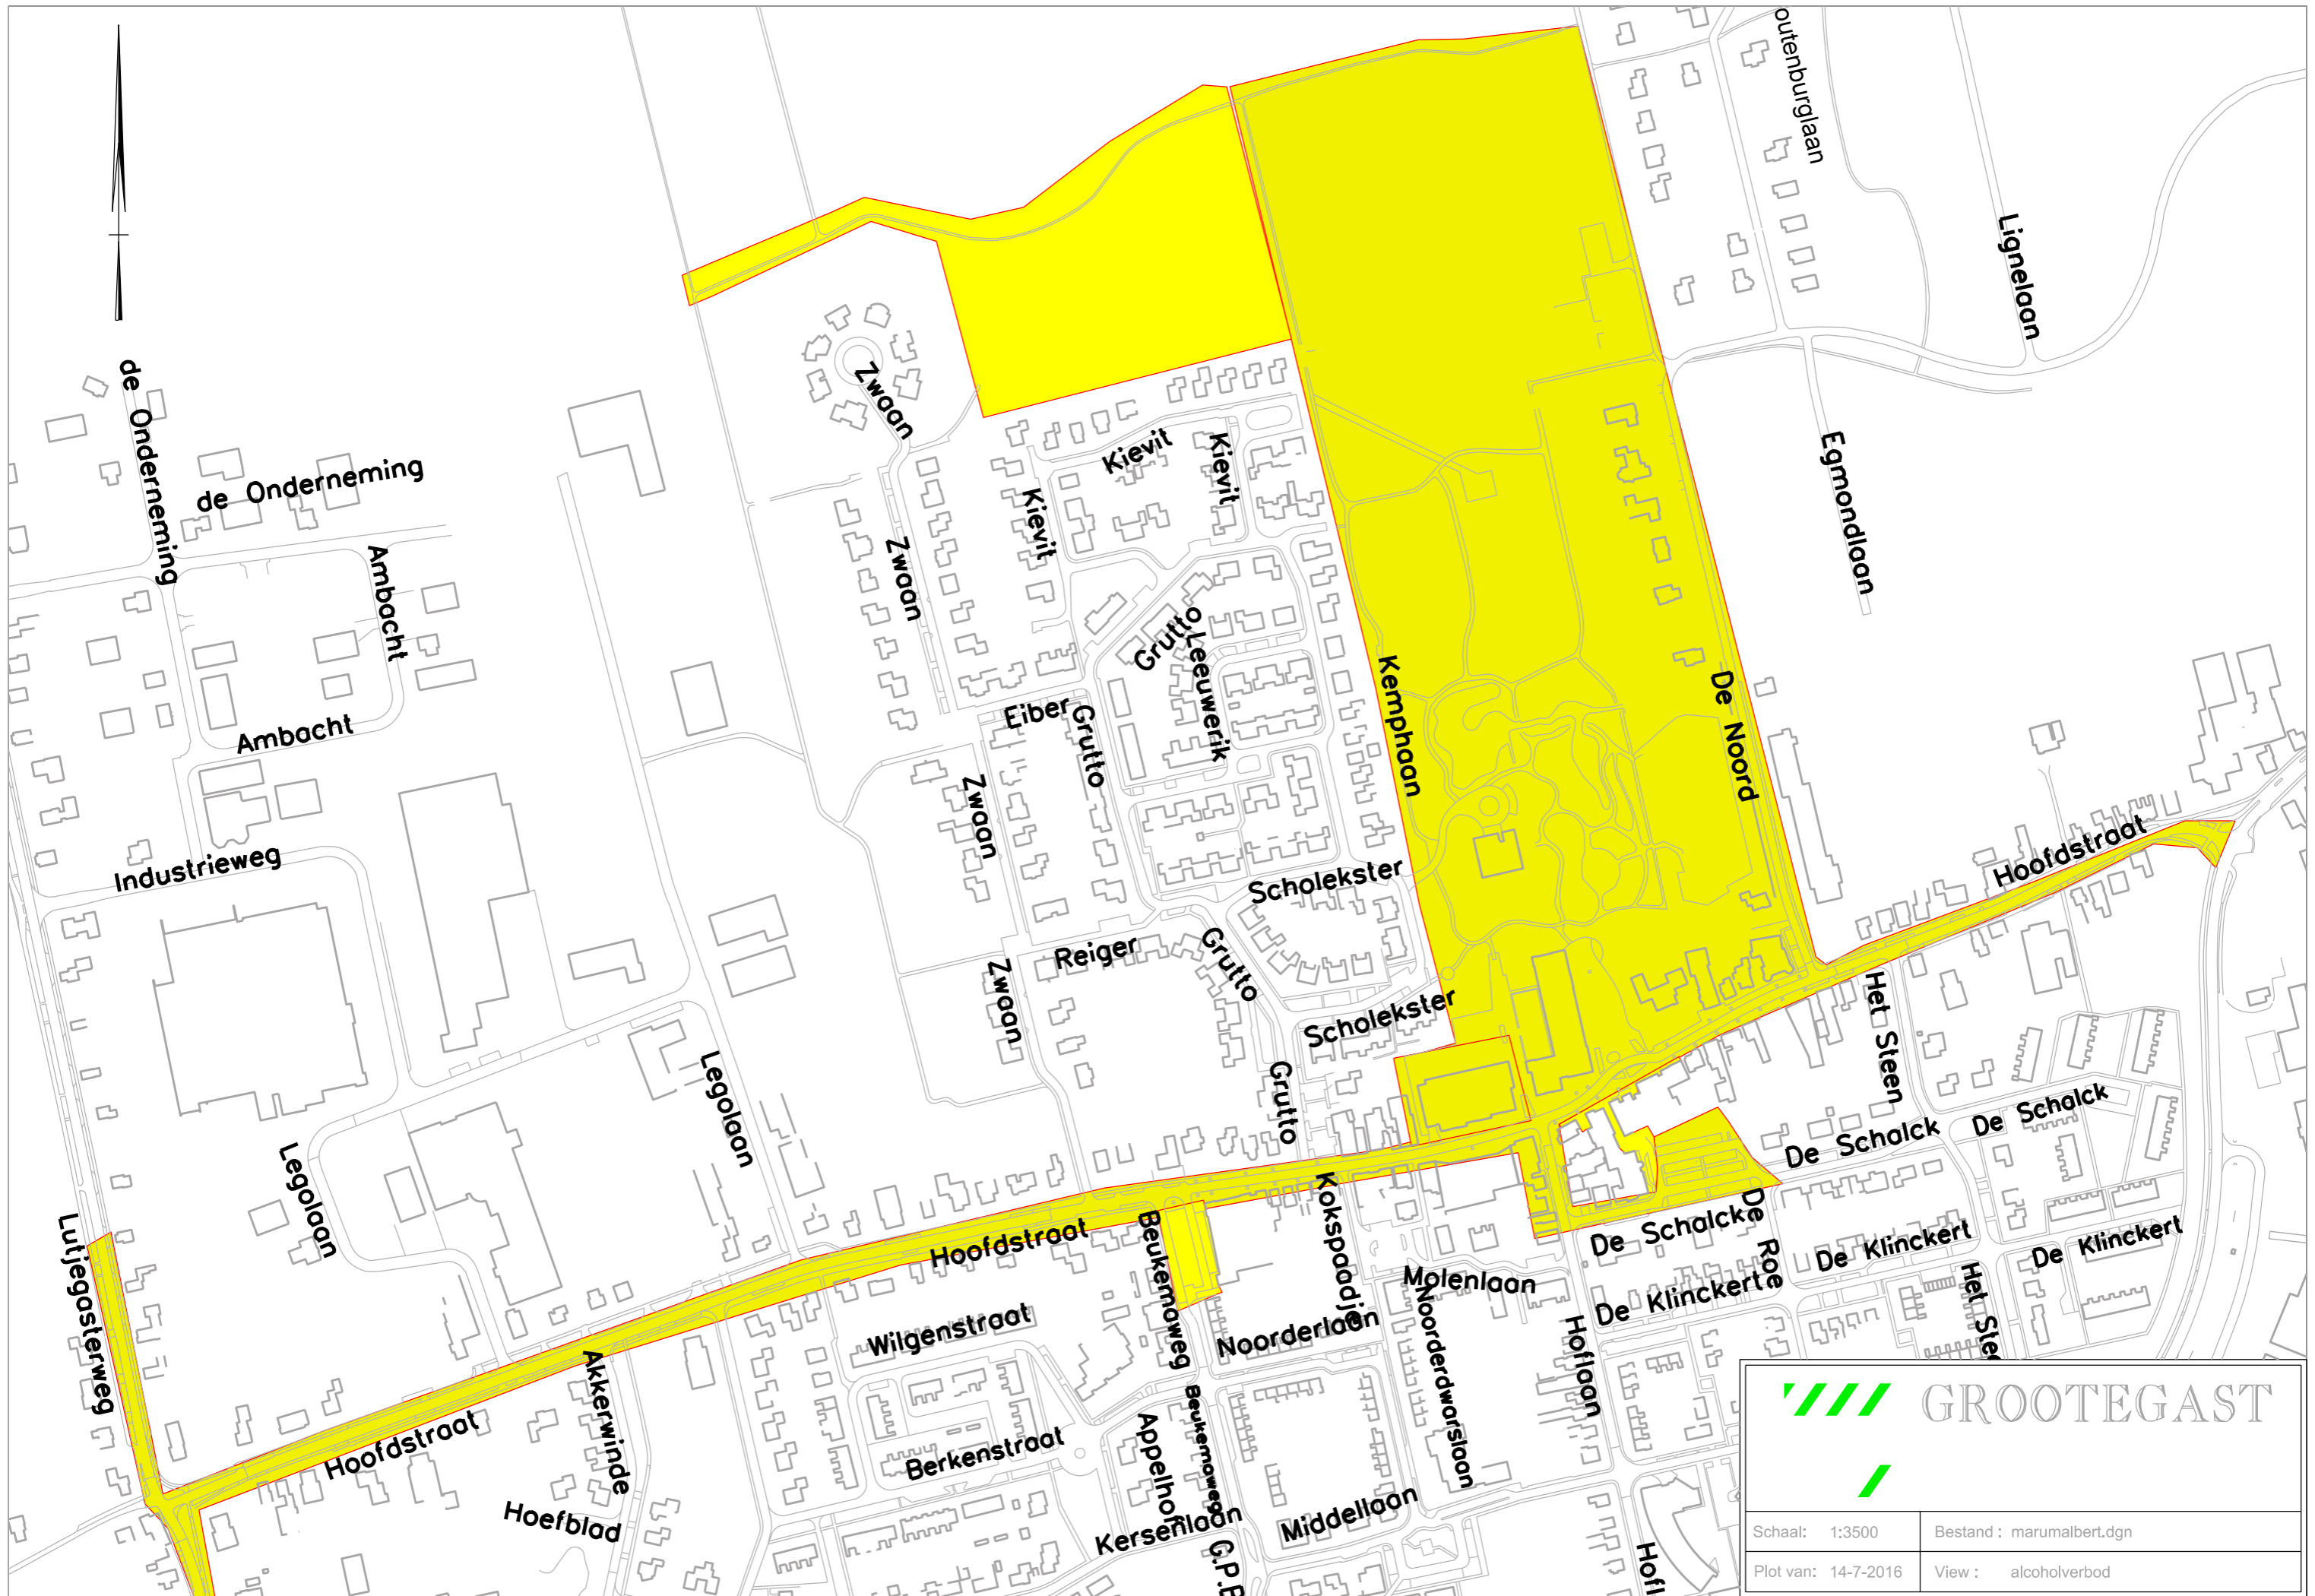 outenburglaan
Lignelaan
de Onderneming
de Onderneming
Zwaan
Kievit
Kievit
Kievit
Egmondlaan
Ambacht
Zwaan
Grutto
Leeuwerik
Kemphaan
De Noord
Eiber
Grutto
Ambacht
Zwaan
Industrieweg
Scholekster
Hoofdstraat
Reiger
Grutto
Zwaan
Scholekster
Het Steen
Legolaan
Grutto
De Schalck
De Schalck
Legolaan
Kokspaadje
De Schalck
De Roe
Lutjegasterweg
Hoofdstraat
Beukemaweg
De Klinckert
De Klinckert
Molenlaan
De Klinckert
Het Stee
Wilgenstraat
Noorderlaan
Noorderdwarslaan
Hoflaan
Akkerwinde
Hoofdstraat
Berkenstraat
Appelhof
Beukemaweg
Hoefblad
Kersenlaan
Middellaan
G.P.B
Hofl
GROOTEGAST
Schaal: 1:3500 Bestand : marumalbert.dgn
Plot van: 14-7-2016 View : alcoholverbod